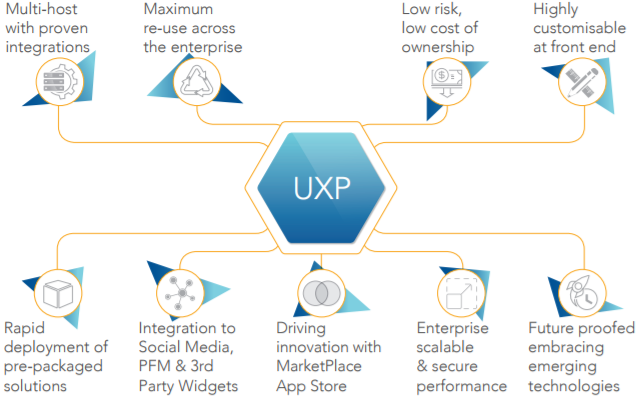 Multi-host
with proven
integrations
Maximum
re-use across
the enterprise
Low risk,
low cost of
ownership
Highly
customisable
at front end
UXP
Rapid
deployment of
pre-packaged
solutions
Integration to
Social Media,
PFM & 3rd
Party Widgets
Driving
innovation with
MarketPlace
App Store
Enterprise
scalable
& secure
performance
Future proofed
embracing
emerging
technologies